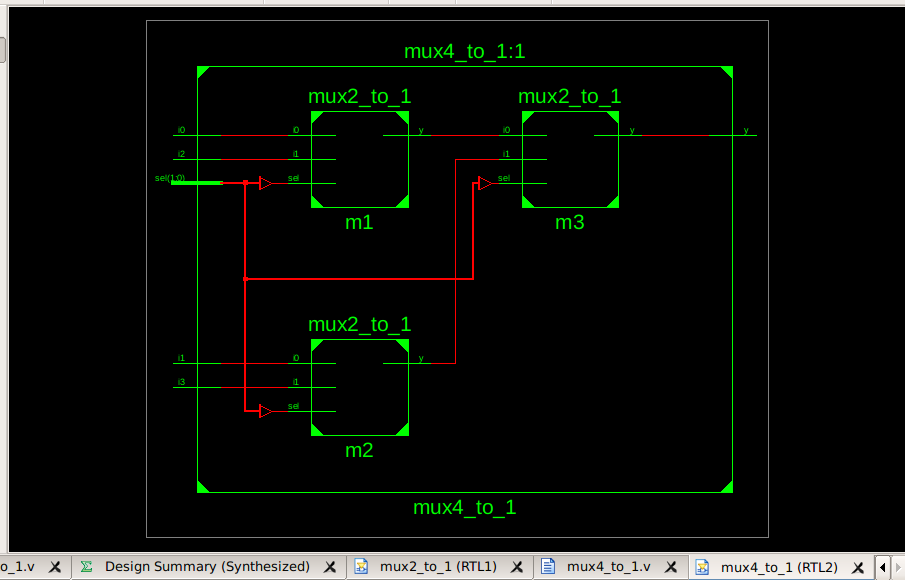 mux4_to_1:1
mux2_to_1 mux2_to_1
i0 i0 y i0 y y
i2 i1 i1
sel(1:0) sel sel
m1 m3
mux2_to_1
i1 i0 y
i3 i1
sel
m2
mux4_to_1
o_1.v Design Summary (Synthesized) mux2_to_1 (RTL1) mux4_to_1.v mux4_to_1 (RTL2)